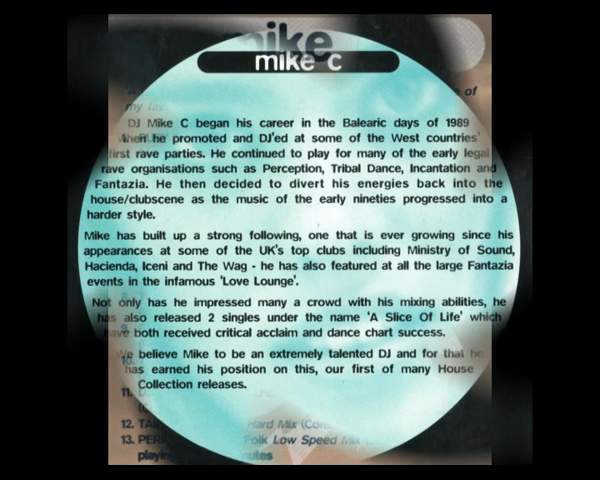 mike
mike c
of
my fav
DJ Mike C began his career in the Balearic days of 1989
when he promoted and DJ'ed at some of the West countries'
first rave parties. He continued to play for many of the early legal
rave organisations such as Perception, Tribal Dance, Incantation and
Fantazia. He then decided to divert his energies back into the
house/clubscene as the music of the early nineties progressed into a
harder style.
Mike has built up a strong following, one that is ever growing since his
appearances at some of the UK's top clubs including Ministry of Sound,
Hacienda, Iceni and The Wag - he has also featured at all the large Fantazia
events in the infamous 'Love Lounge'.
Not only has he impressed many a crowd with his mixing abilities, he
has also released 2 singles under the name 'A Slice Of Life' which
have both received critical acclaim and dance chart success.
We believe Mike to be an extremely talented DJ and for that he
has earned his position on this, our first of many House
Collection releases.
9.
10.
11.
12. Hard Mix
13. Folk Low Speed Mix